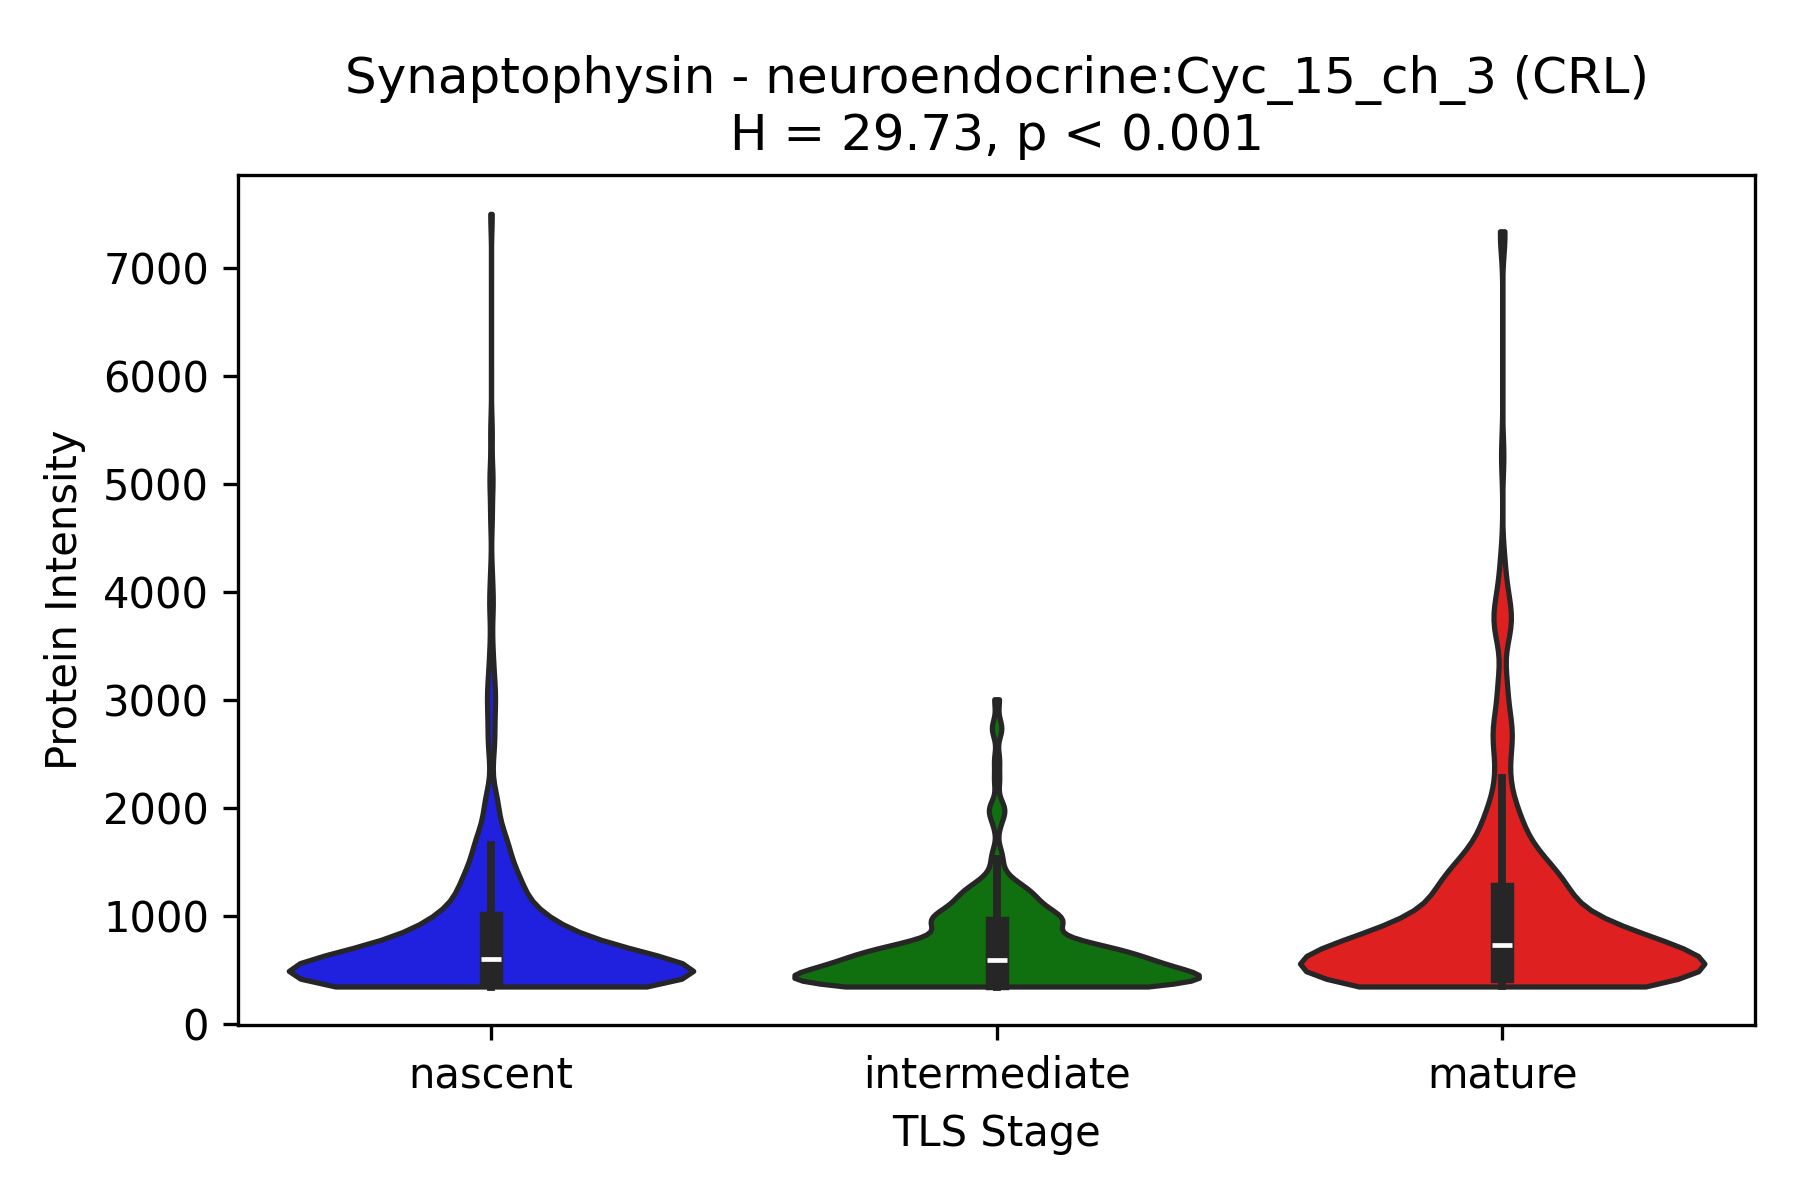 Synaptophysin - neuroendocrine:Cyc_15_ch_3 (CRL)
H = 29.73, p < 0.001
Protein Intensity
7000
6000
5000
4000
3000
2000
1000
0
nascent
intermediate
mature
TLS Stage